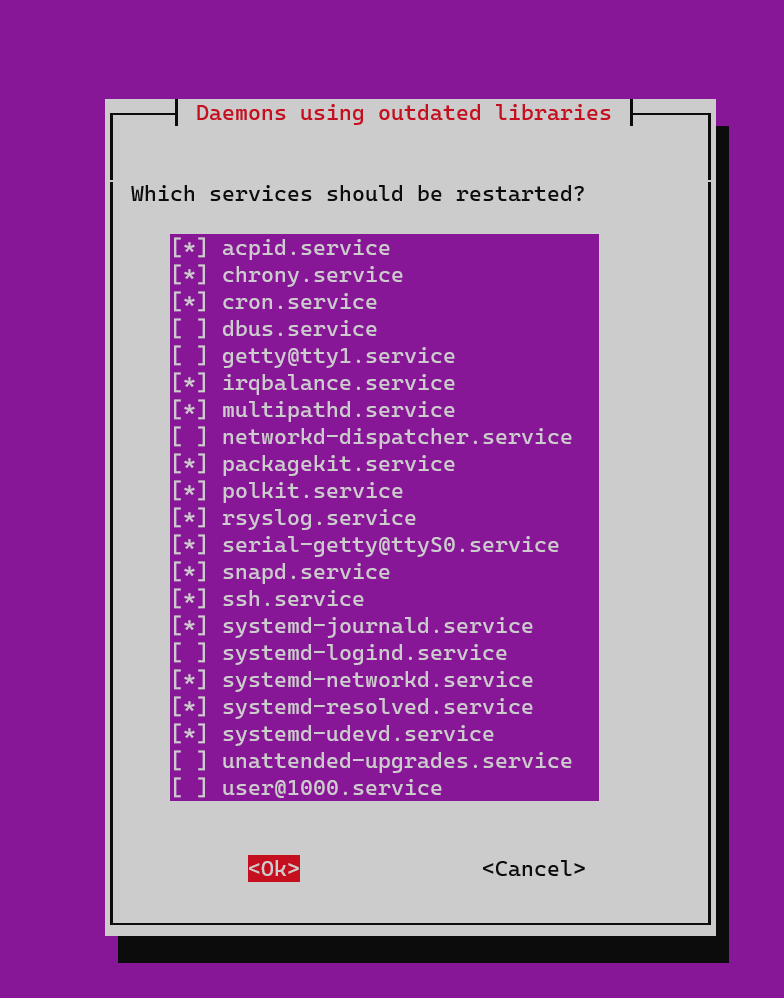 Daemons using outdated libraries
Which services should be restarted?
[*] acpid.service
[*] chrony.service
[*] cron.service
[ ] dbus.service
[ ] getty@tty1.service
[*] irqbalance.service
[*] multipathd.service
[ ] networkd-dispatcher.service
[*] packagekit.service
[*] polkit.service
[*] rsyslog.service
[*] serial-getty@ttyS0.service
[*] snapd.service
[*] ssh.service
[*] systemd-journald.service
[ ] systemd-logind.service
[*] systemd-networkd.service
[*] systemd-resolved.service
[*] systemd-udevd.service
[ ] unattended-upgrades.service
[ ] user@1000.service
<Ok> <Cancel>